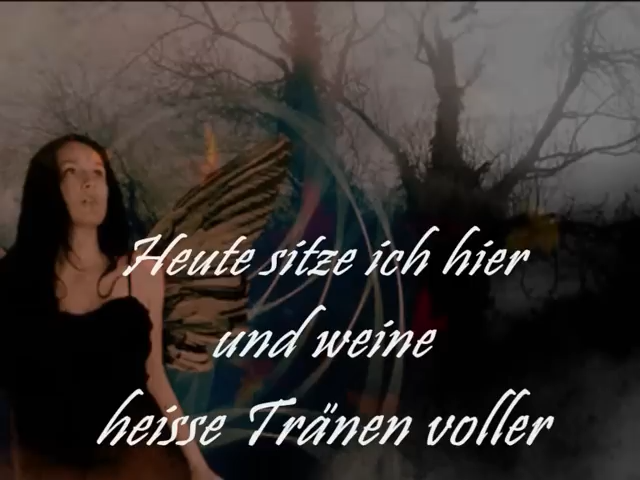 Heute sitze ich hier
und weine
heisse Tränen voller